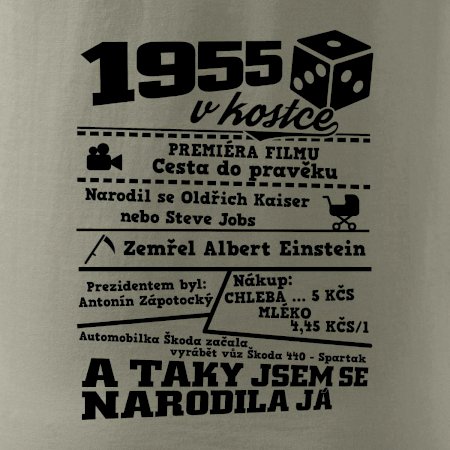 1955
v kostce
PREMIÉRA FILMU
Cesta do pravěku
Narodil se Oldřich Kaiser
nebo Steve Jobs
Zemřel Albert Einstein
Prezidentem byl:
Antonín Zápotocký
Nákup:
CHLEBA ... 5 KČS
MLÉKO
4,45 KČS/l
Automobilka Škoda začala
vyrábět vůz Škoda 440 - Spartak
A TAKY JSEM SE
NARODILA JÁ